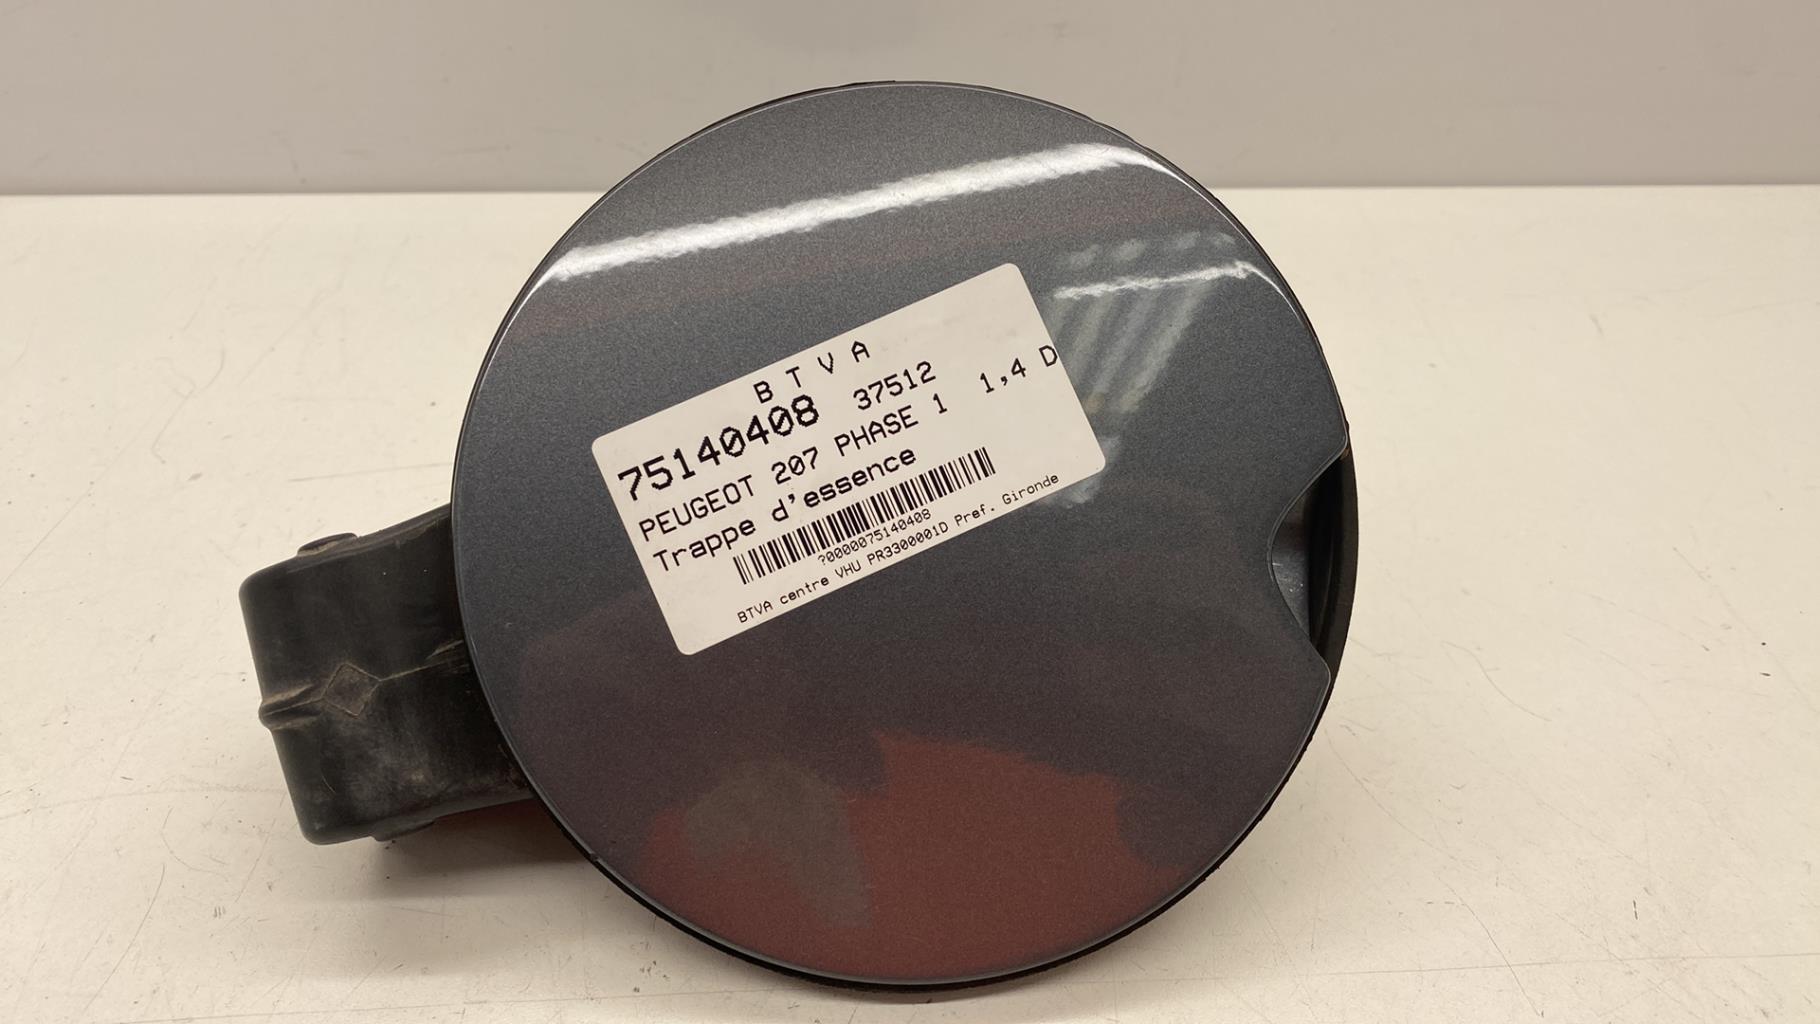 B T V A
75140408 37512
PEUGEOT 207 PHASE 1 1,4 D
Trappe d'essence
?0000075140408
BTVA centre VHU PR3300001D Pref. Gironde